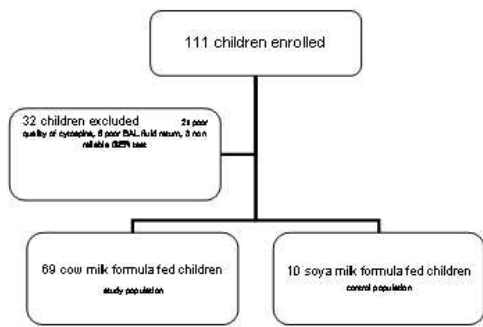 111 children enrolled
32 children excluded 21 poor
quality of cytospins, 8 poor BAL fluid return, 3 non
reliable GER test
69 cow milk formula fed children
study population
10 soya milk formula fed children
control population